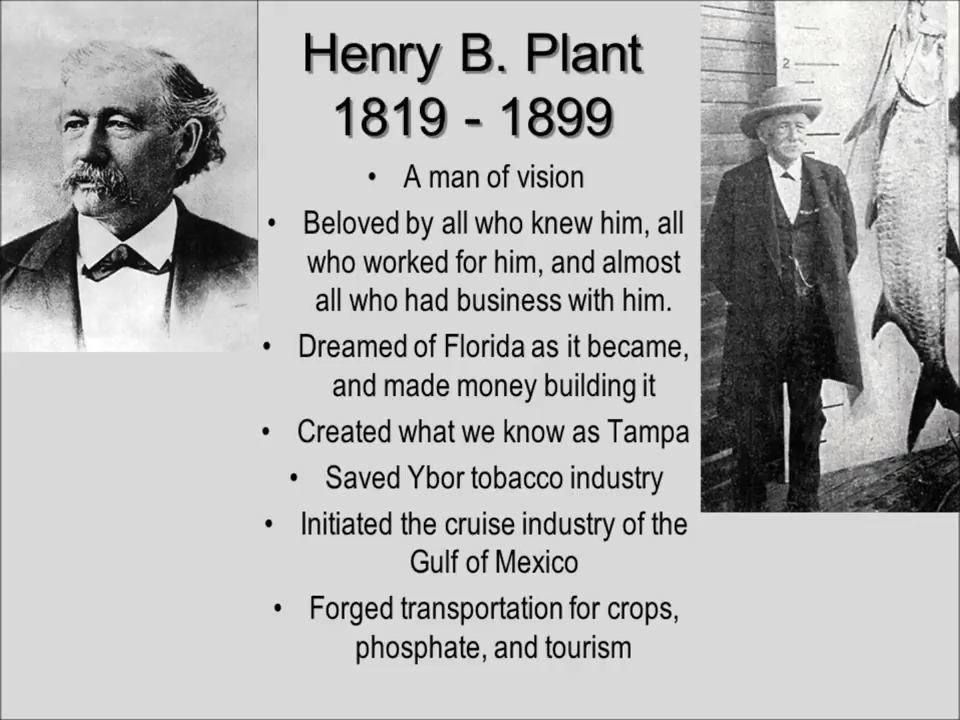 Henry B. Plant
1819 - 1899
• A man of vision
• Beloved by all who knew him, all
who worked for him, and almost
all who had business with him.
• Dreamed of Florida as it became,
and made money building it
• Created what we know as Tampa
• Saved Ybor tobacco industry
• Initiated the cruise industry of the
Gulf of Mexico
• Forged transportation for crops,
phosphate, and tourism
2